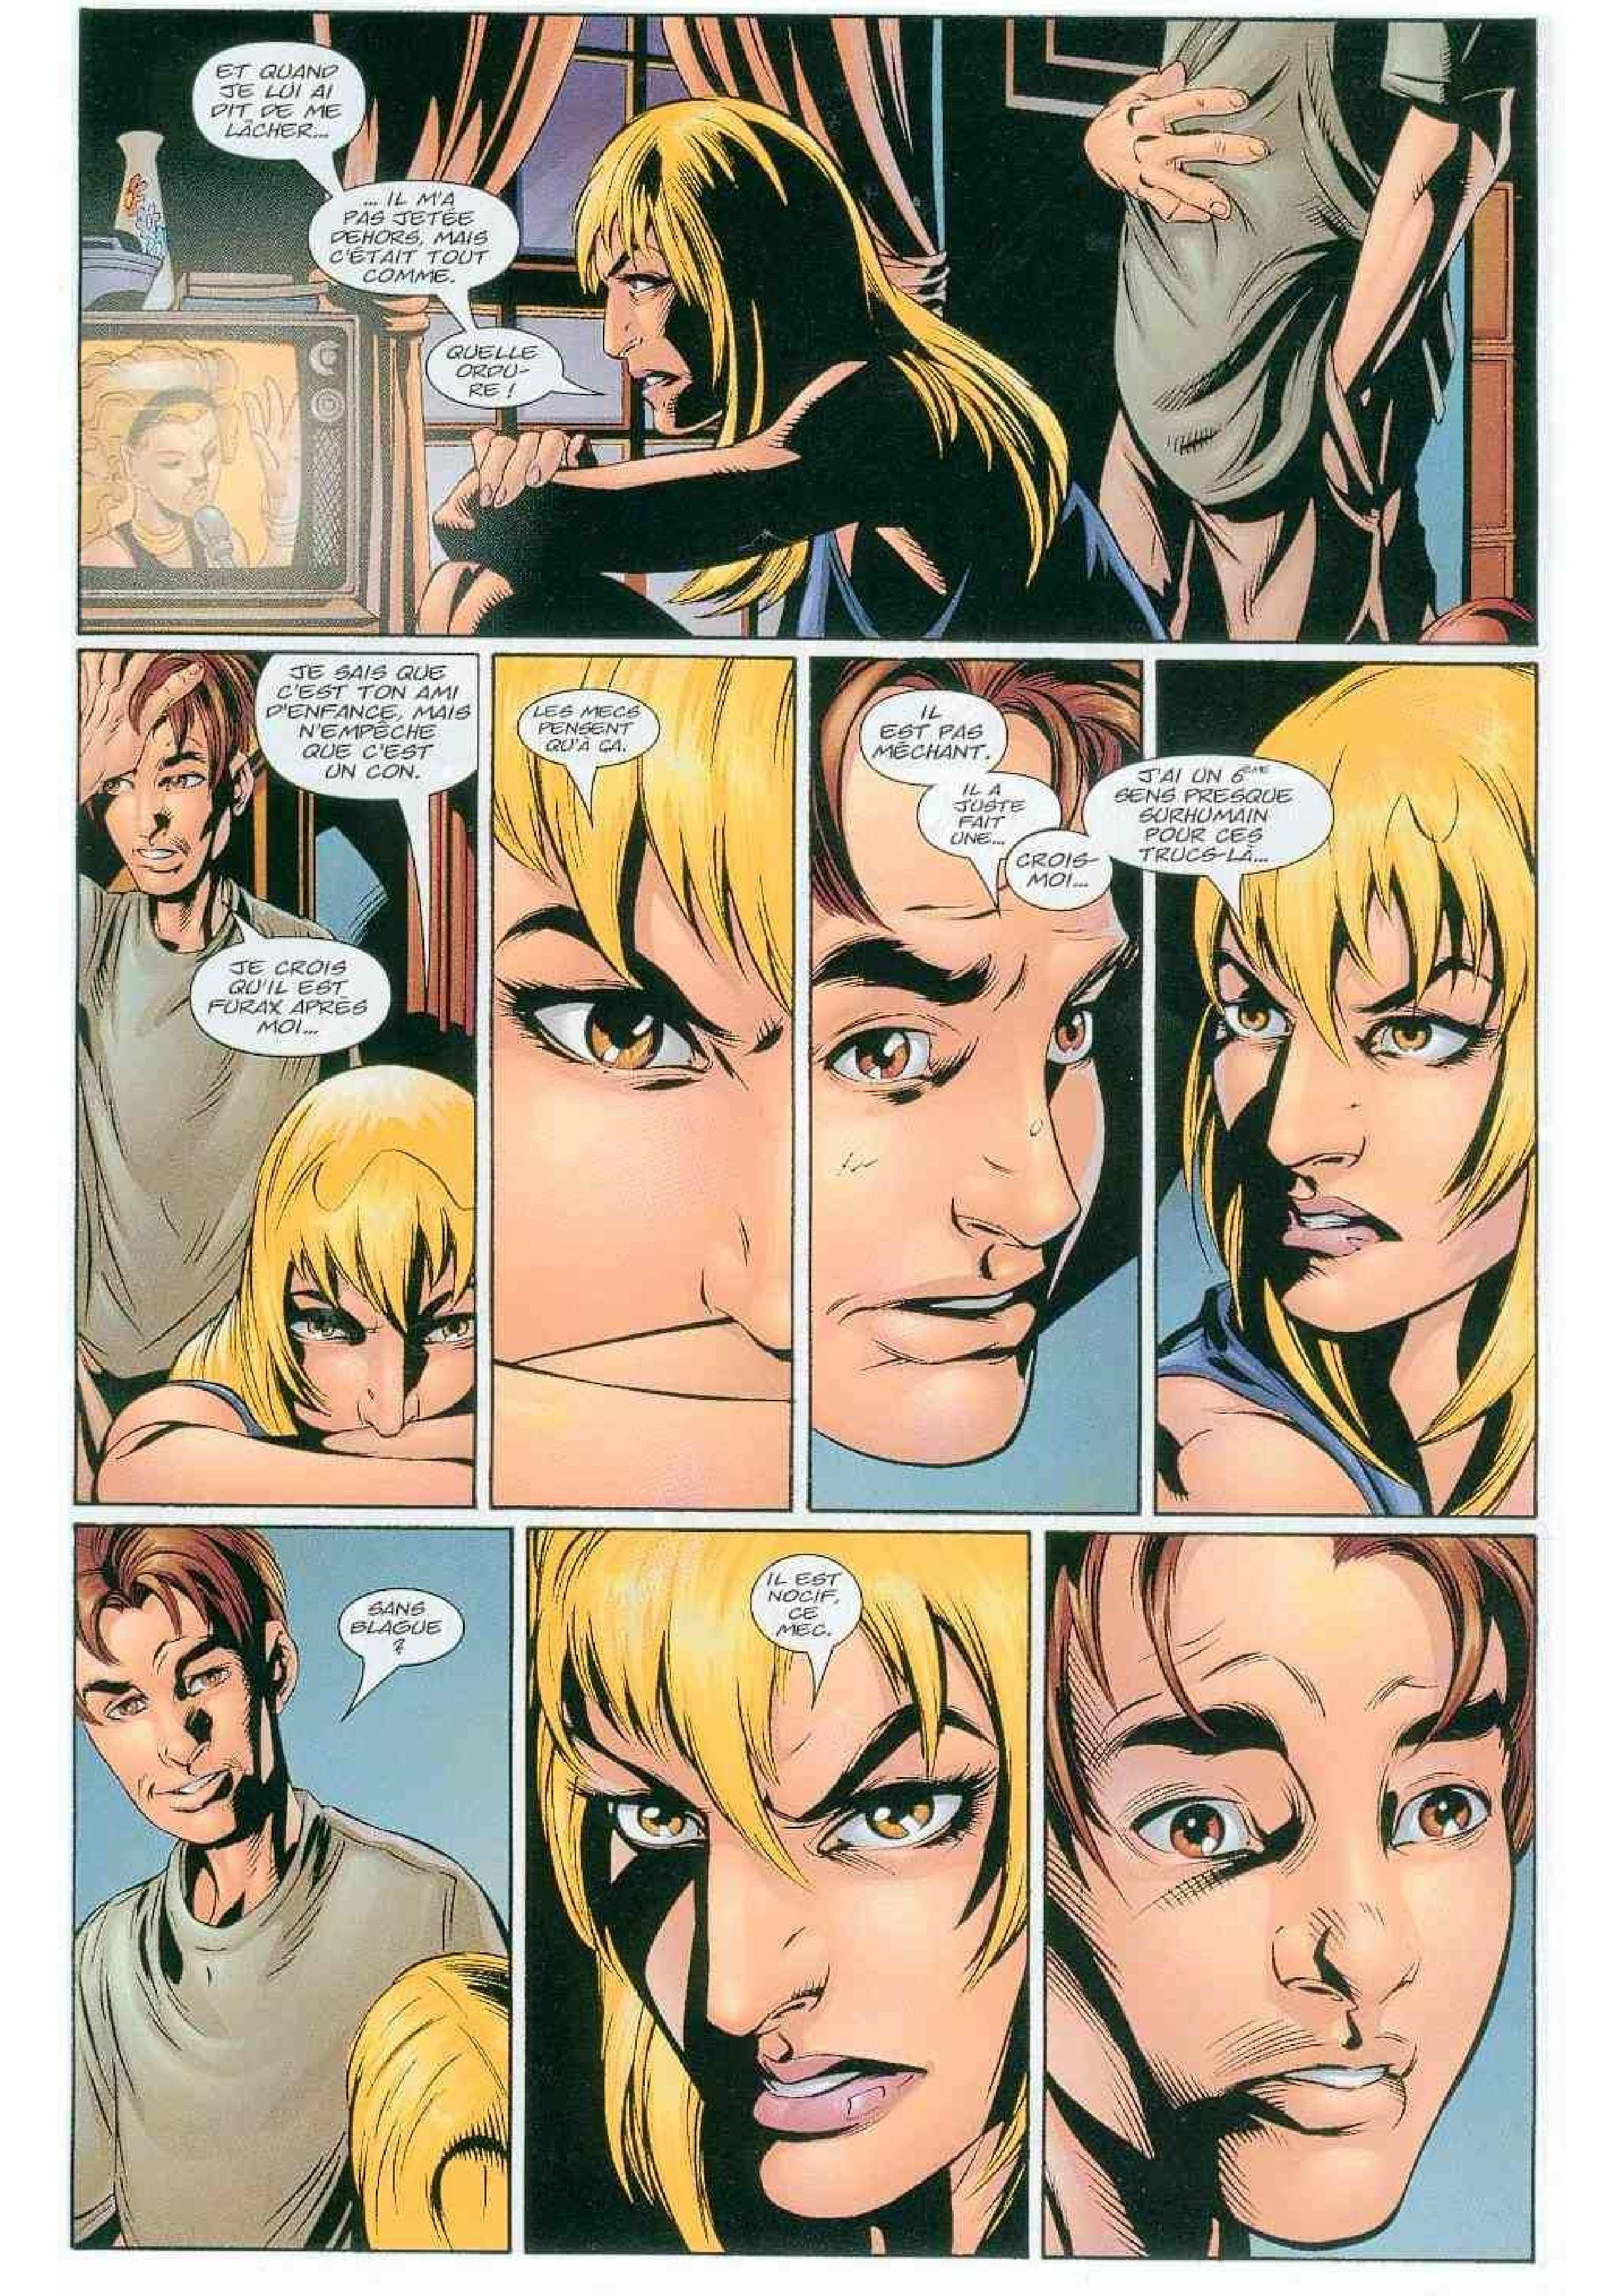 ET QUAND
JE LUI AI
DIT DE ME
LÂCHER...
... IL M'A
PAS JETÉE
DEHORS, MAIS
C'ÉTAIT TOUT
COMME.
QUELLE
ORDU-
RE !
JE SAIS QUE
C'EST TON AMI
D'ENFANCE, MAIS
N'EMPÊCHE
QUE C'EST
UN CON.
JE CROIS
QU'IL EST
FURAX APRÈS
MOI...
LES MECS
PENSENT
QU'À ÇA.
IL
EST PAS
MÉCHANT.
IL A
JUSTE
FAIT
UNE...
CROIS-
MOI...
J'AI UN 6ÈME
SENS PRESQUE
SURHUMAIN
POUR CES
TRUCS-LÀ...
SANS
BLAGUE
?
IL EST
NOCIF,
CE
MEC.